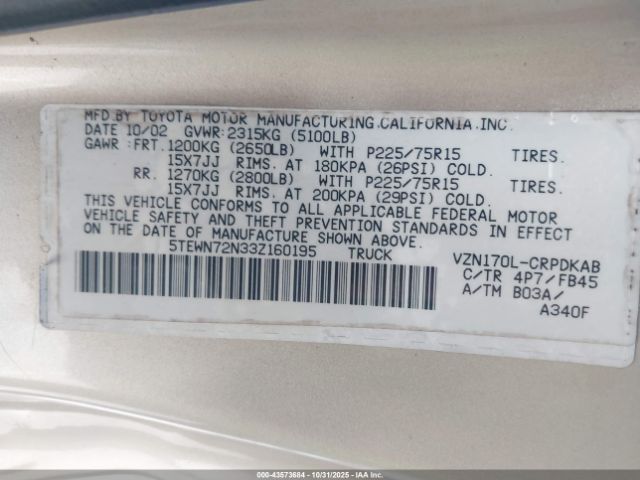 MFD BY TOYOTA MOTOR MANUFACTURING.CALIFORNIA.INC.
DATE 10/02 GVWR:2315KG (5100LB)
GAWR :FRT.1200KG (2650LB) WITH P225/75R15 TIRES.
15X7JJ RIMS. AT 180KPA (26PSI) COLD.
RR. 1270KG (2800LB) WITH P225/75R15 TIRES.
15X7JJ RIMS. AT 200KPA (29PSI) COLD.
THIS VEHICLE CONFORMS TO ALL APPLICABLE FEDERAL MOTOR
VEHICLE SAFETY AND THEFT PREVENTION STANDARDS IN EFFECT
ON THE DATE OF MANUFACTURE SHOWN ABOVE.
5TEWN72N33Z160195 TRUCK VZN170L-CRPDKAB
C/TR 4P7/FB45
A/TM B03A/
A340F
000-43573684 | 10/31/2025 - IAAI.com